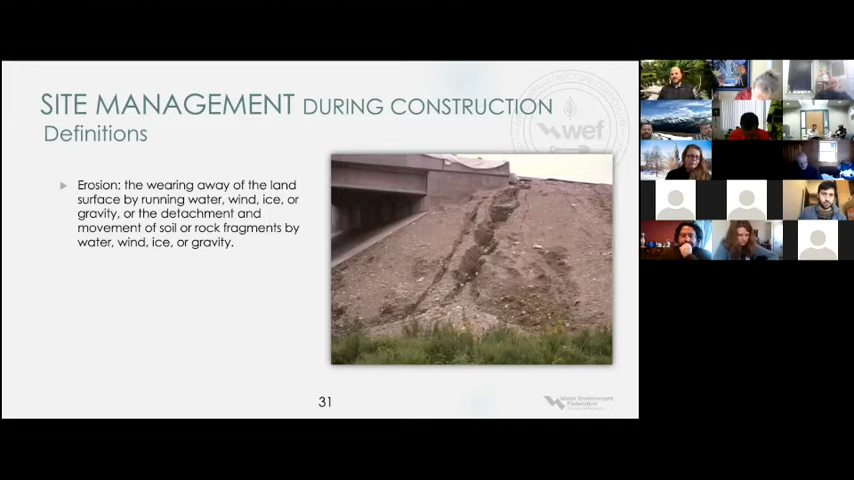 SITE MANAGEMENT DURING CONSTRUCTION
Definitions
Erosion: the wearing away of the land
surface by running water, wind, ice, or
gravity, or the detachment and
movement of soil or rock fragments by
water, wind, ice, or gravity.
wef
31
Water Environment
Federation